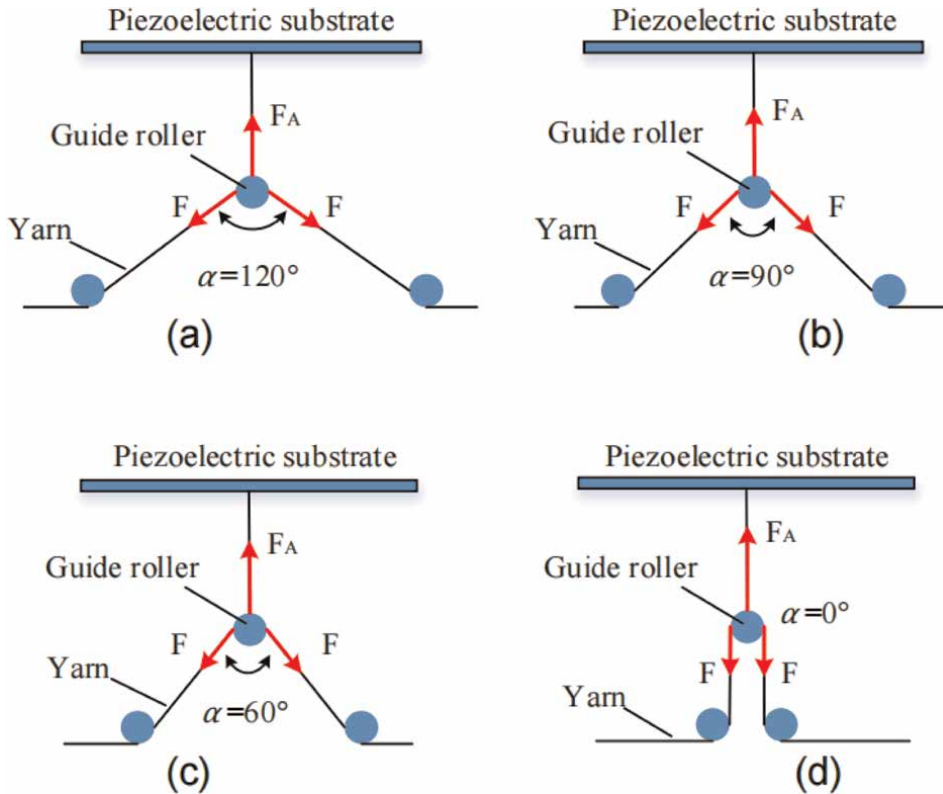 Piezoelectric substrate
FA
Guide roller
F
F
Yarn
α=120°
(a)
Piezoelectric substrate
FA
Guide roller
F
F
Yarn
α=90°
(b)
Piezoelectric substrate
FA
Guide roller
F
F
Yarn
α=60°
(c)
Piezoelectric substrate
FA
Guide roller
α=0°
F
F
Yarn
(d)